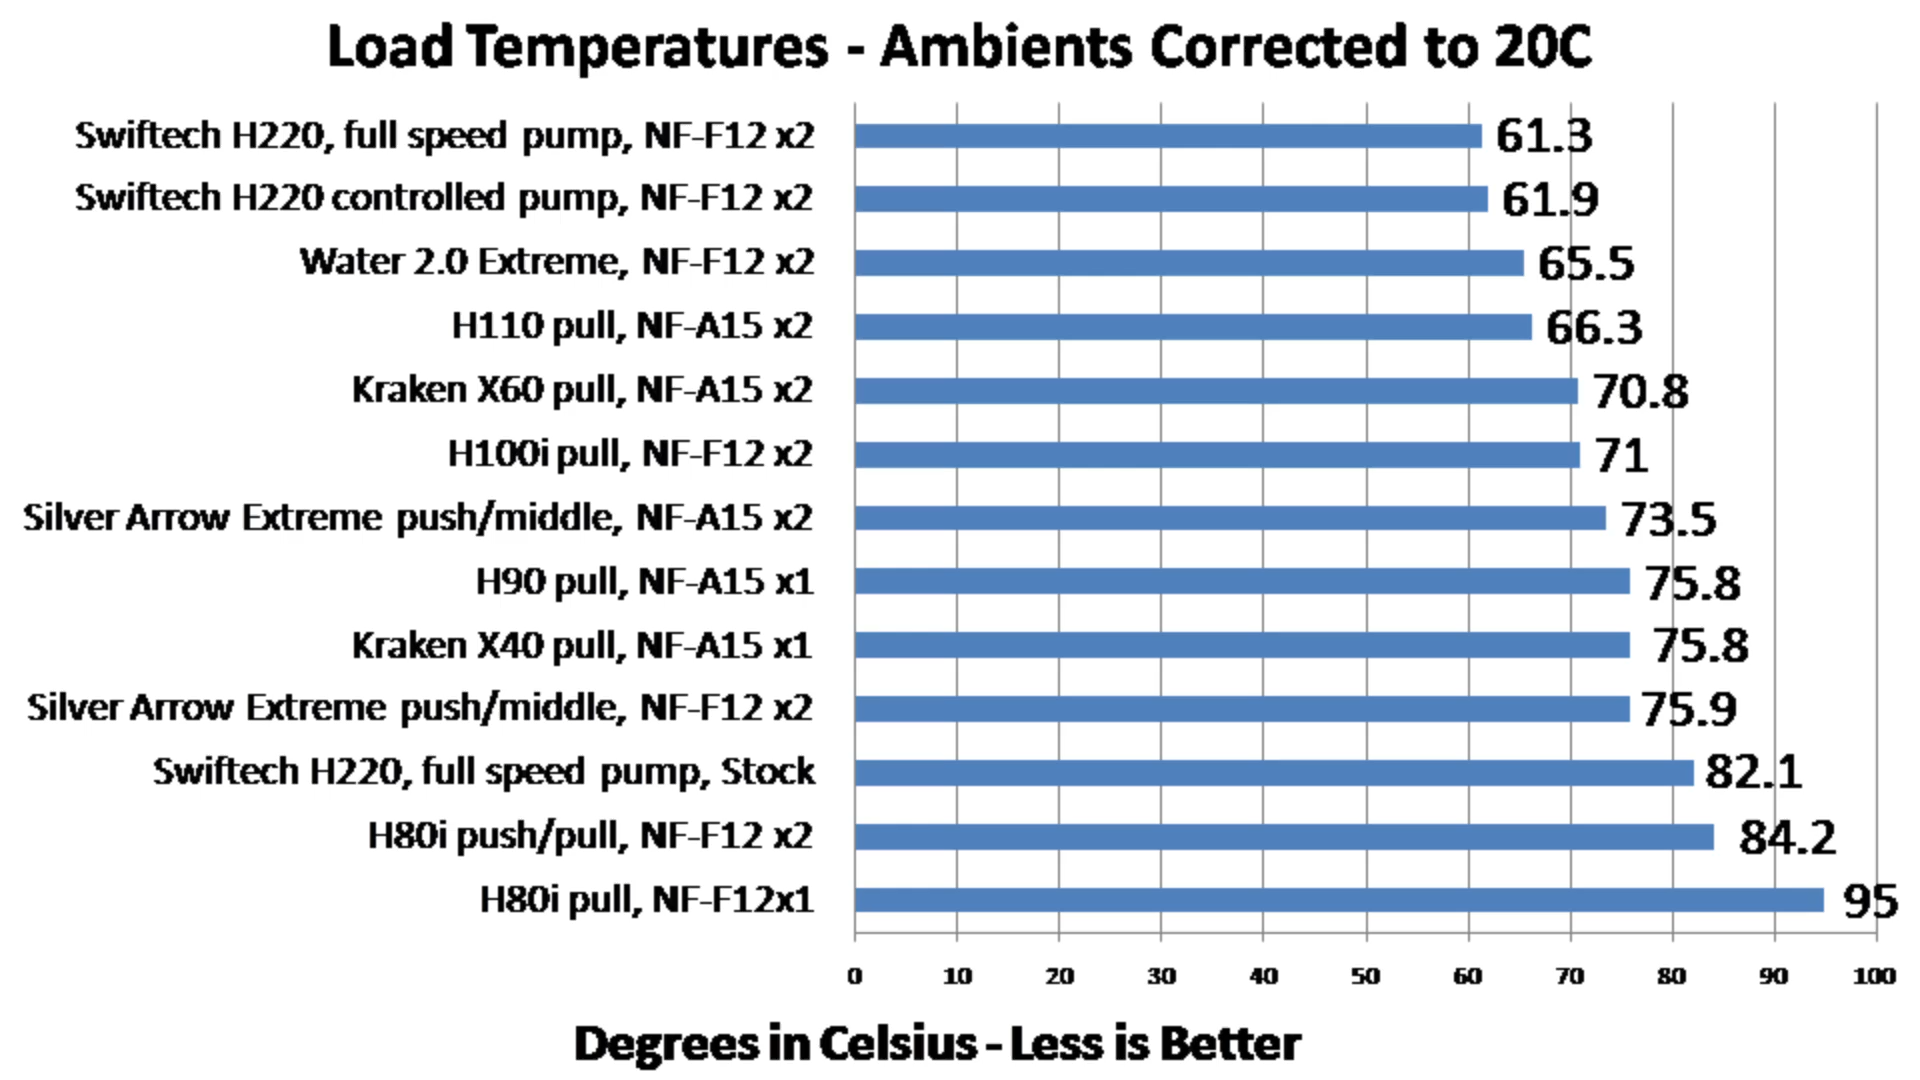 Load Temperatures - Ambients Corrected to 20C
Swiftech H220, full speed pump, NF-F12 x2 61.3
Swiftech H220 controlled pump, NF-F12 x2 61.9
Water 2.0 Extreme, NF-F12 x2 65.5
H110 pull, NF-A15 x2 66.3
Kraken X60 pull, NF-A15 x2 70.8
H100i pull, NF-F12 x2 71
Silver Arrow Extreme push/middle, NF-A15 x2 73.5
H90 pull, NF-A15 x1 75.8
Kraken X40 pull, NF-A15 x1 75.8
Silver Arrow Extreme push/middle, NF-F12 x2 75.9
Swiftech H220, full speed pump, Stock 82.1
H80i push/pull, NF-F12 x2 84.2
H80i pull, NF-F12x1 95
0 10 20 30 40 50 60 70 80 90 100
Degrees in Celsius - Less is Better